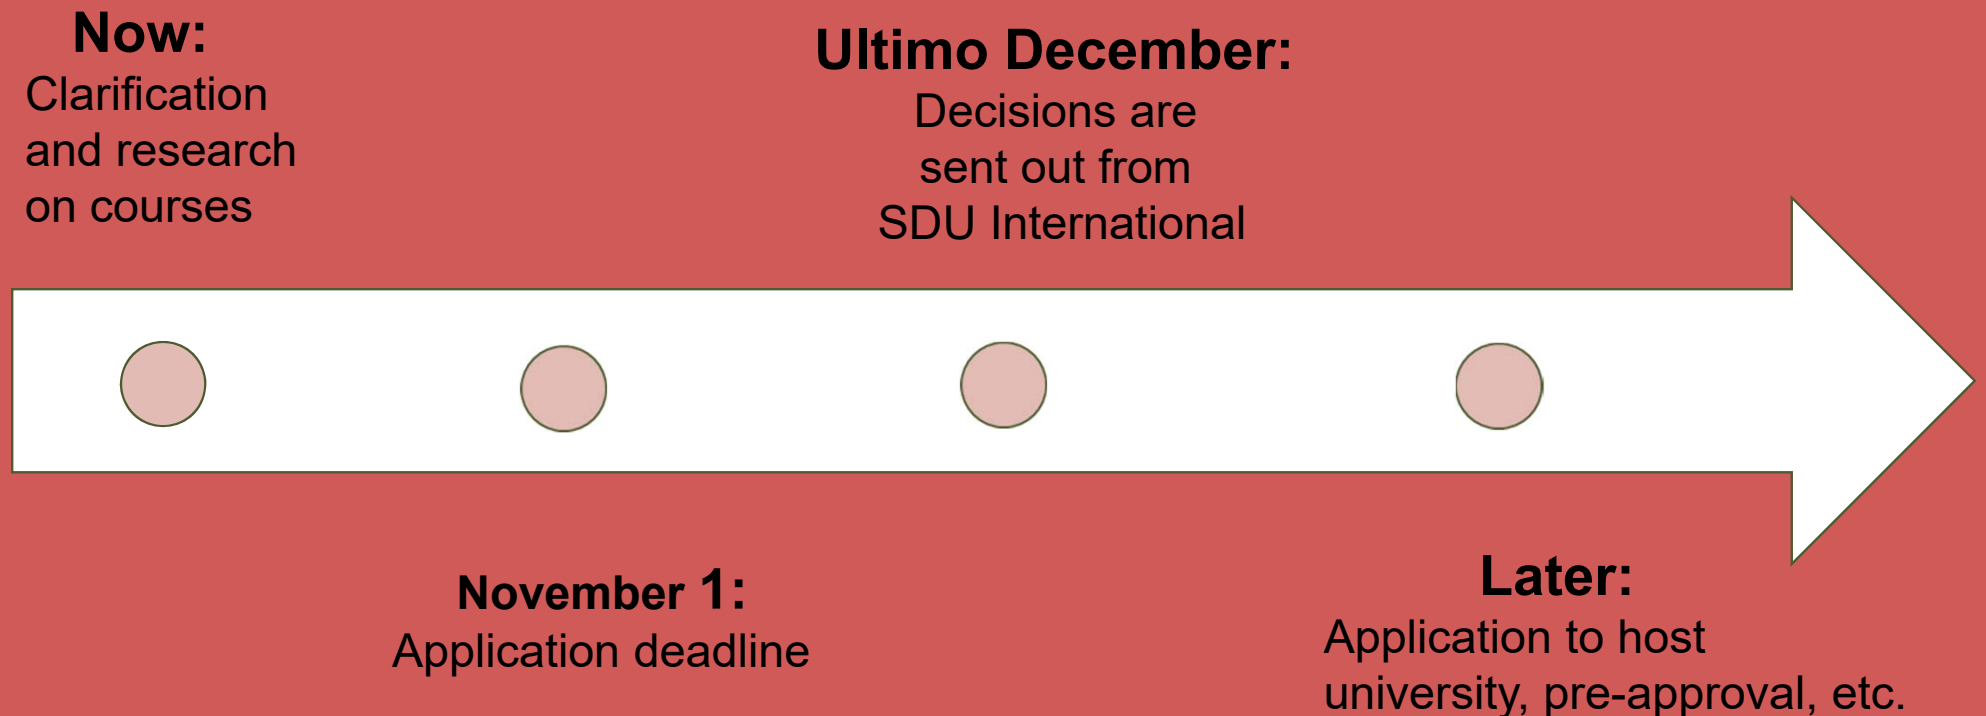 Now:
Clarification
and research
on courses
November 1:
Application deadline
Ultimo December:
Decisions are
sent out from
SDU International
Later:
Application to host
university, pre-approval, etc.